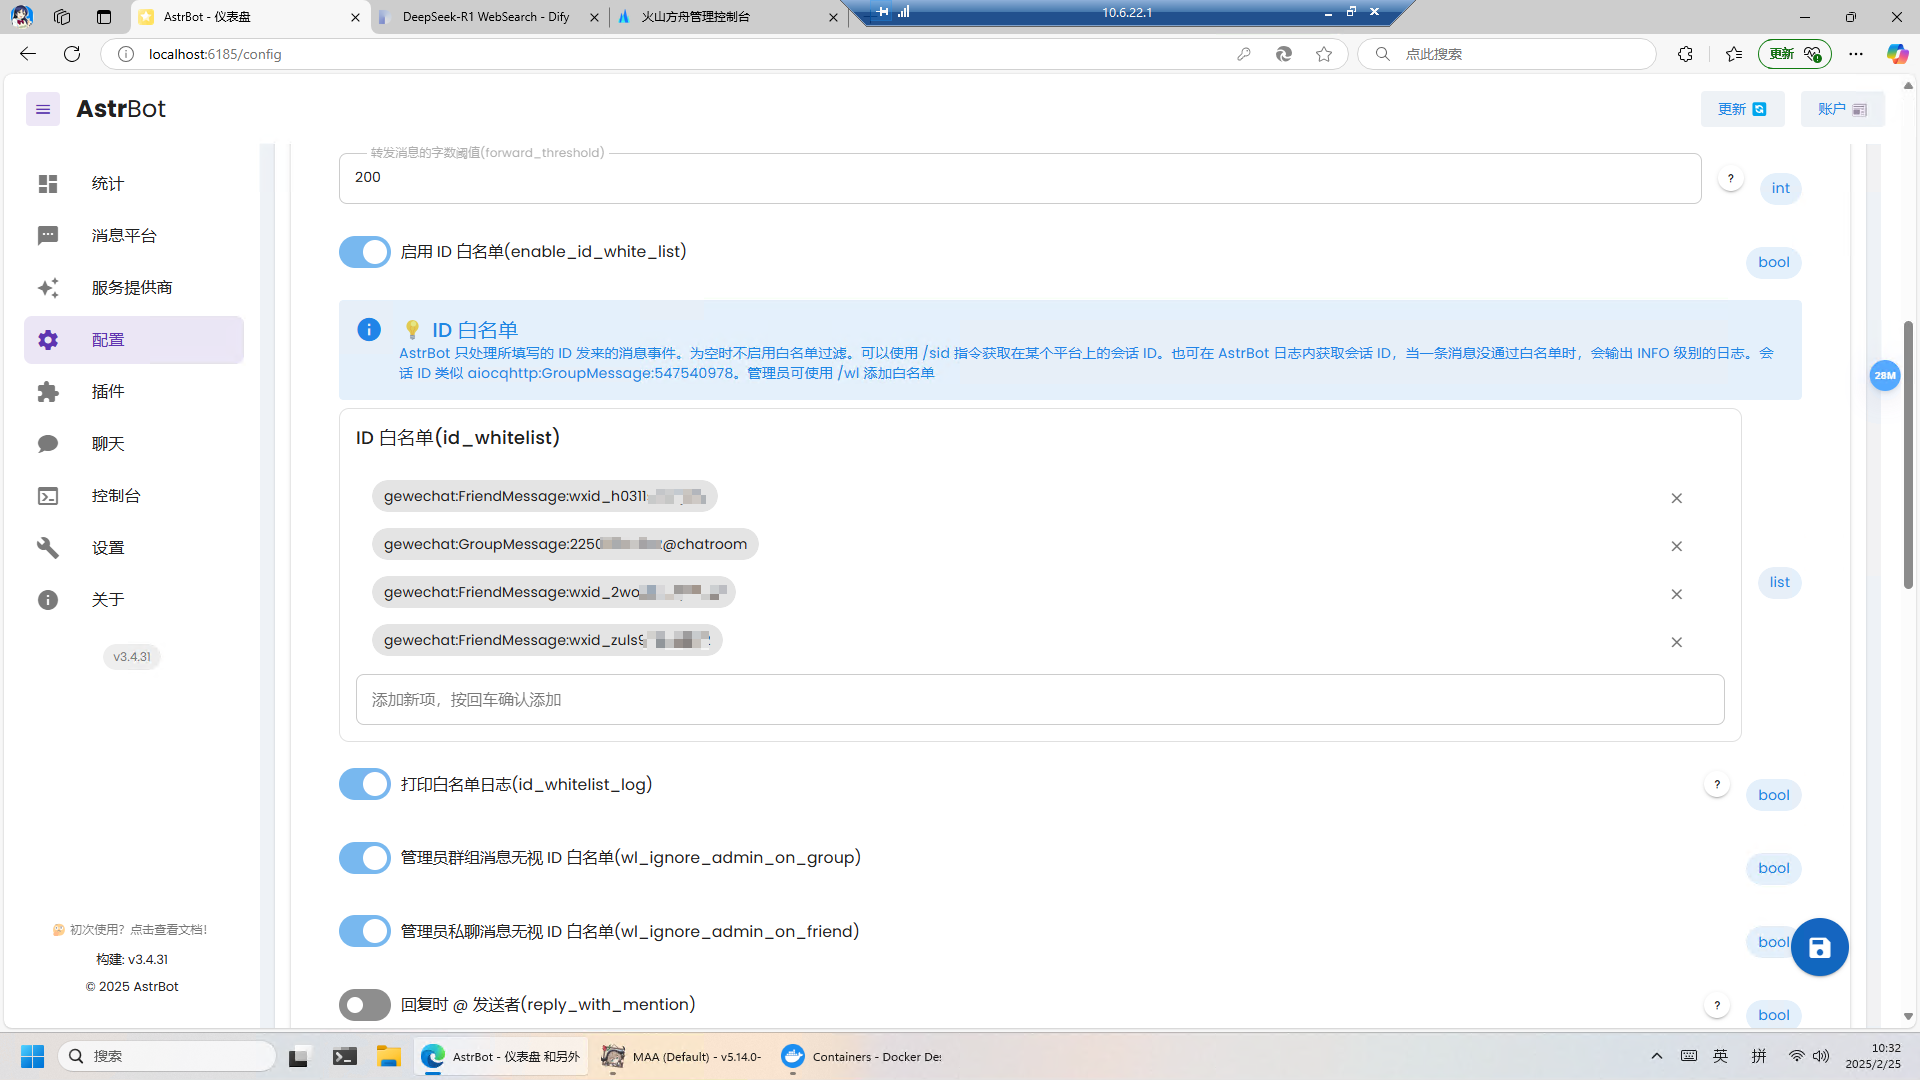 AstrBot - 仪表盘
DeepSeek-R1 WebSearch - Dify
火山方舟管理控制台
10.6.22.1
localhost:6185/config
点此搜索
更新
AstrBot
更新
账户
统计
消息平台
服务提供商
配置
插件
聊天
控制台
设置
关于
v3.4.31
初次使用？点击查看文档！
构建: v3.4.31
© 2025 AstrBot
转发消息的字数阈值(forward_threshold)
200
?
int
启用 ID 白名单(enable_id_white_list)
bool
ID 白名单
AstrBot 只处理所填写的 ID 发来的消息事件。为空时不启用白名单过滤。可以使用 /sid 指令获取在某个平台上的会话 ID。也可在 AstrBot 日志内获取会话 ID，当一条消息没通过白名单时，会输出 INFO 级别的日志。会
话 ID 类似 aiocqhttp:GroupMessage:547540978。管理员可使用 /wl 添加白名单
28M
ID 白名单(id_whitelist)
gewechat:FriendMessage:wxid_h0311
gewechat:GroupMessage:2250 @chatroom
gewechat:FriendMessage:wxid_2wo
gewechat:FriendMessage:wxid_zuls9
list
添加新项，按回车确认添加
打印白名单日志(id_whitelist_log)
?
bool
管理员群组消息无视 ID 白名单(wl_ignore_admin_on_group)
bool
管理员私聊消息无视 ID 白名单(wl_ignore_admin_on_friend)
bool
回复时 @ 发送者(reply_with_mention)
?
bool
搜索
AstrBot - 仪表盘 和另外
MAA (Default) - v5.14.0-
Containers - Docker Des
英
拼
10:32
2025/2/25